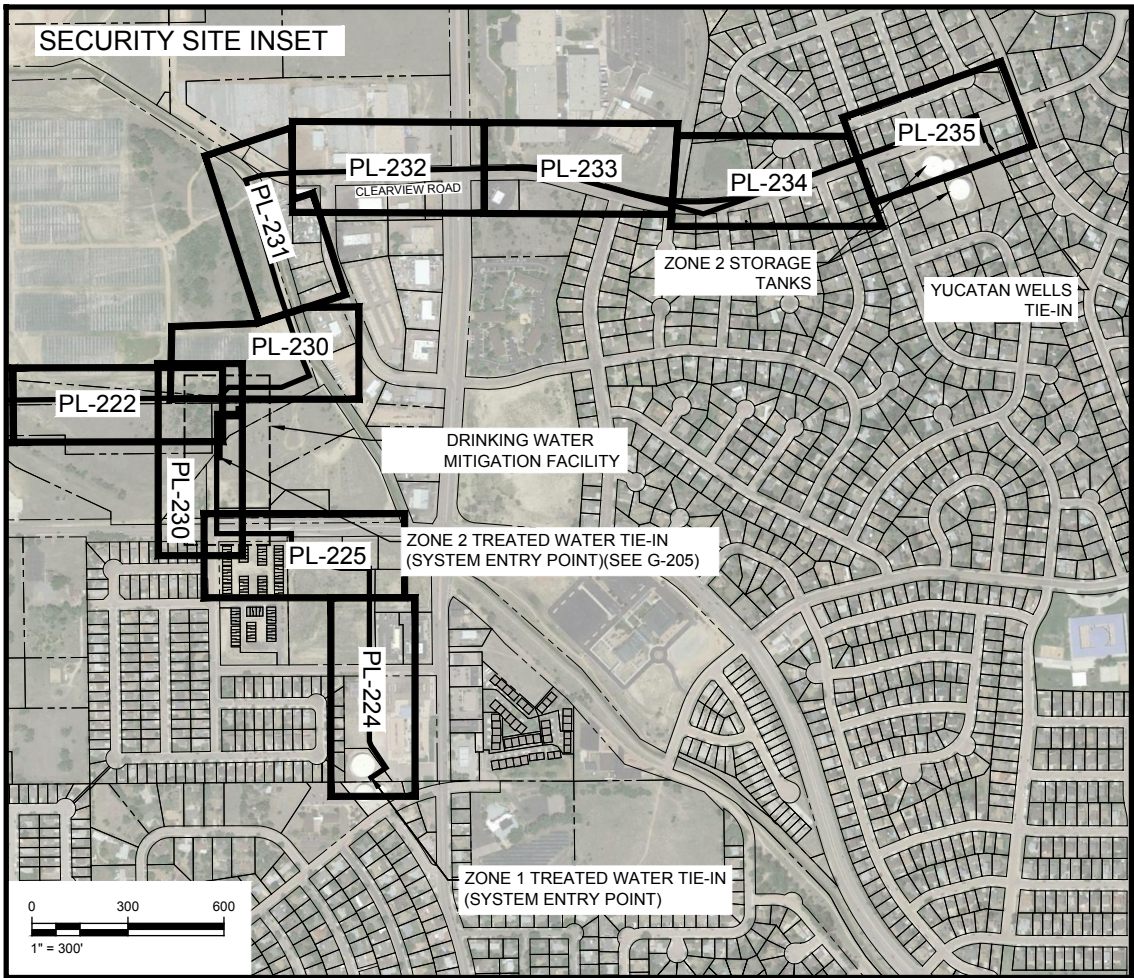 SECURITY SITE INSET
PL-235
PL-232
PL-233
CLEARVIEW ROAD
PL-234
PL-231
ZONE 2 STORAGE
TANKS
YUCATAN WELLS
TIE-IN
PL-230
PL-222
DRINKING WATER
MITIGATION FACILITY
PL-230
ZONE 2 TREATED WATER TIE-IN
(SYSTEM ENTRY POINT)(SEE G-205)
PL-225
PL-224
ZONE 1 TREATED WATER TIE-IN
(SYSTEM ENTRY POINT)
0 300 600
1" = 300'